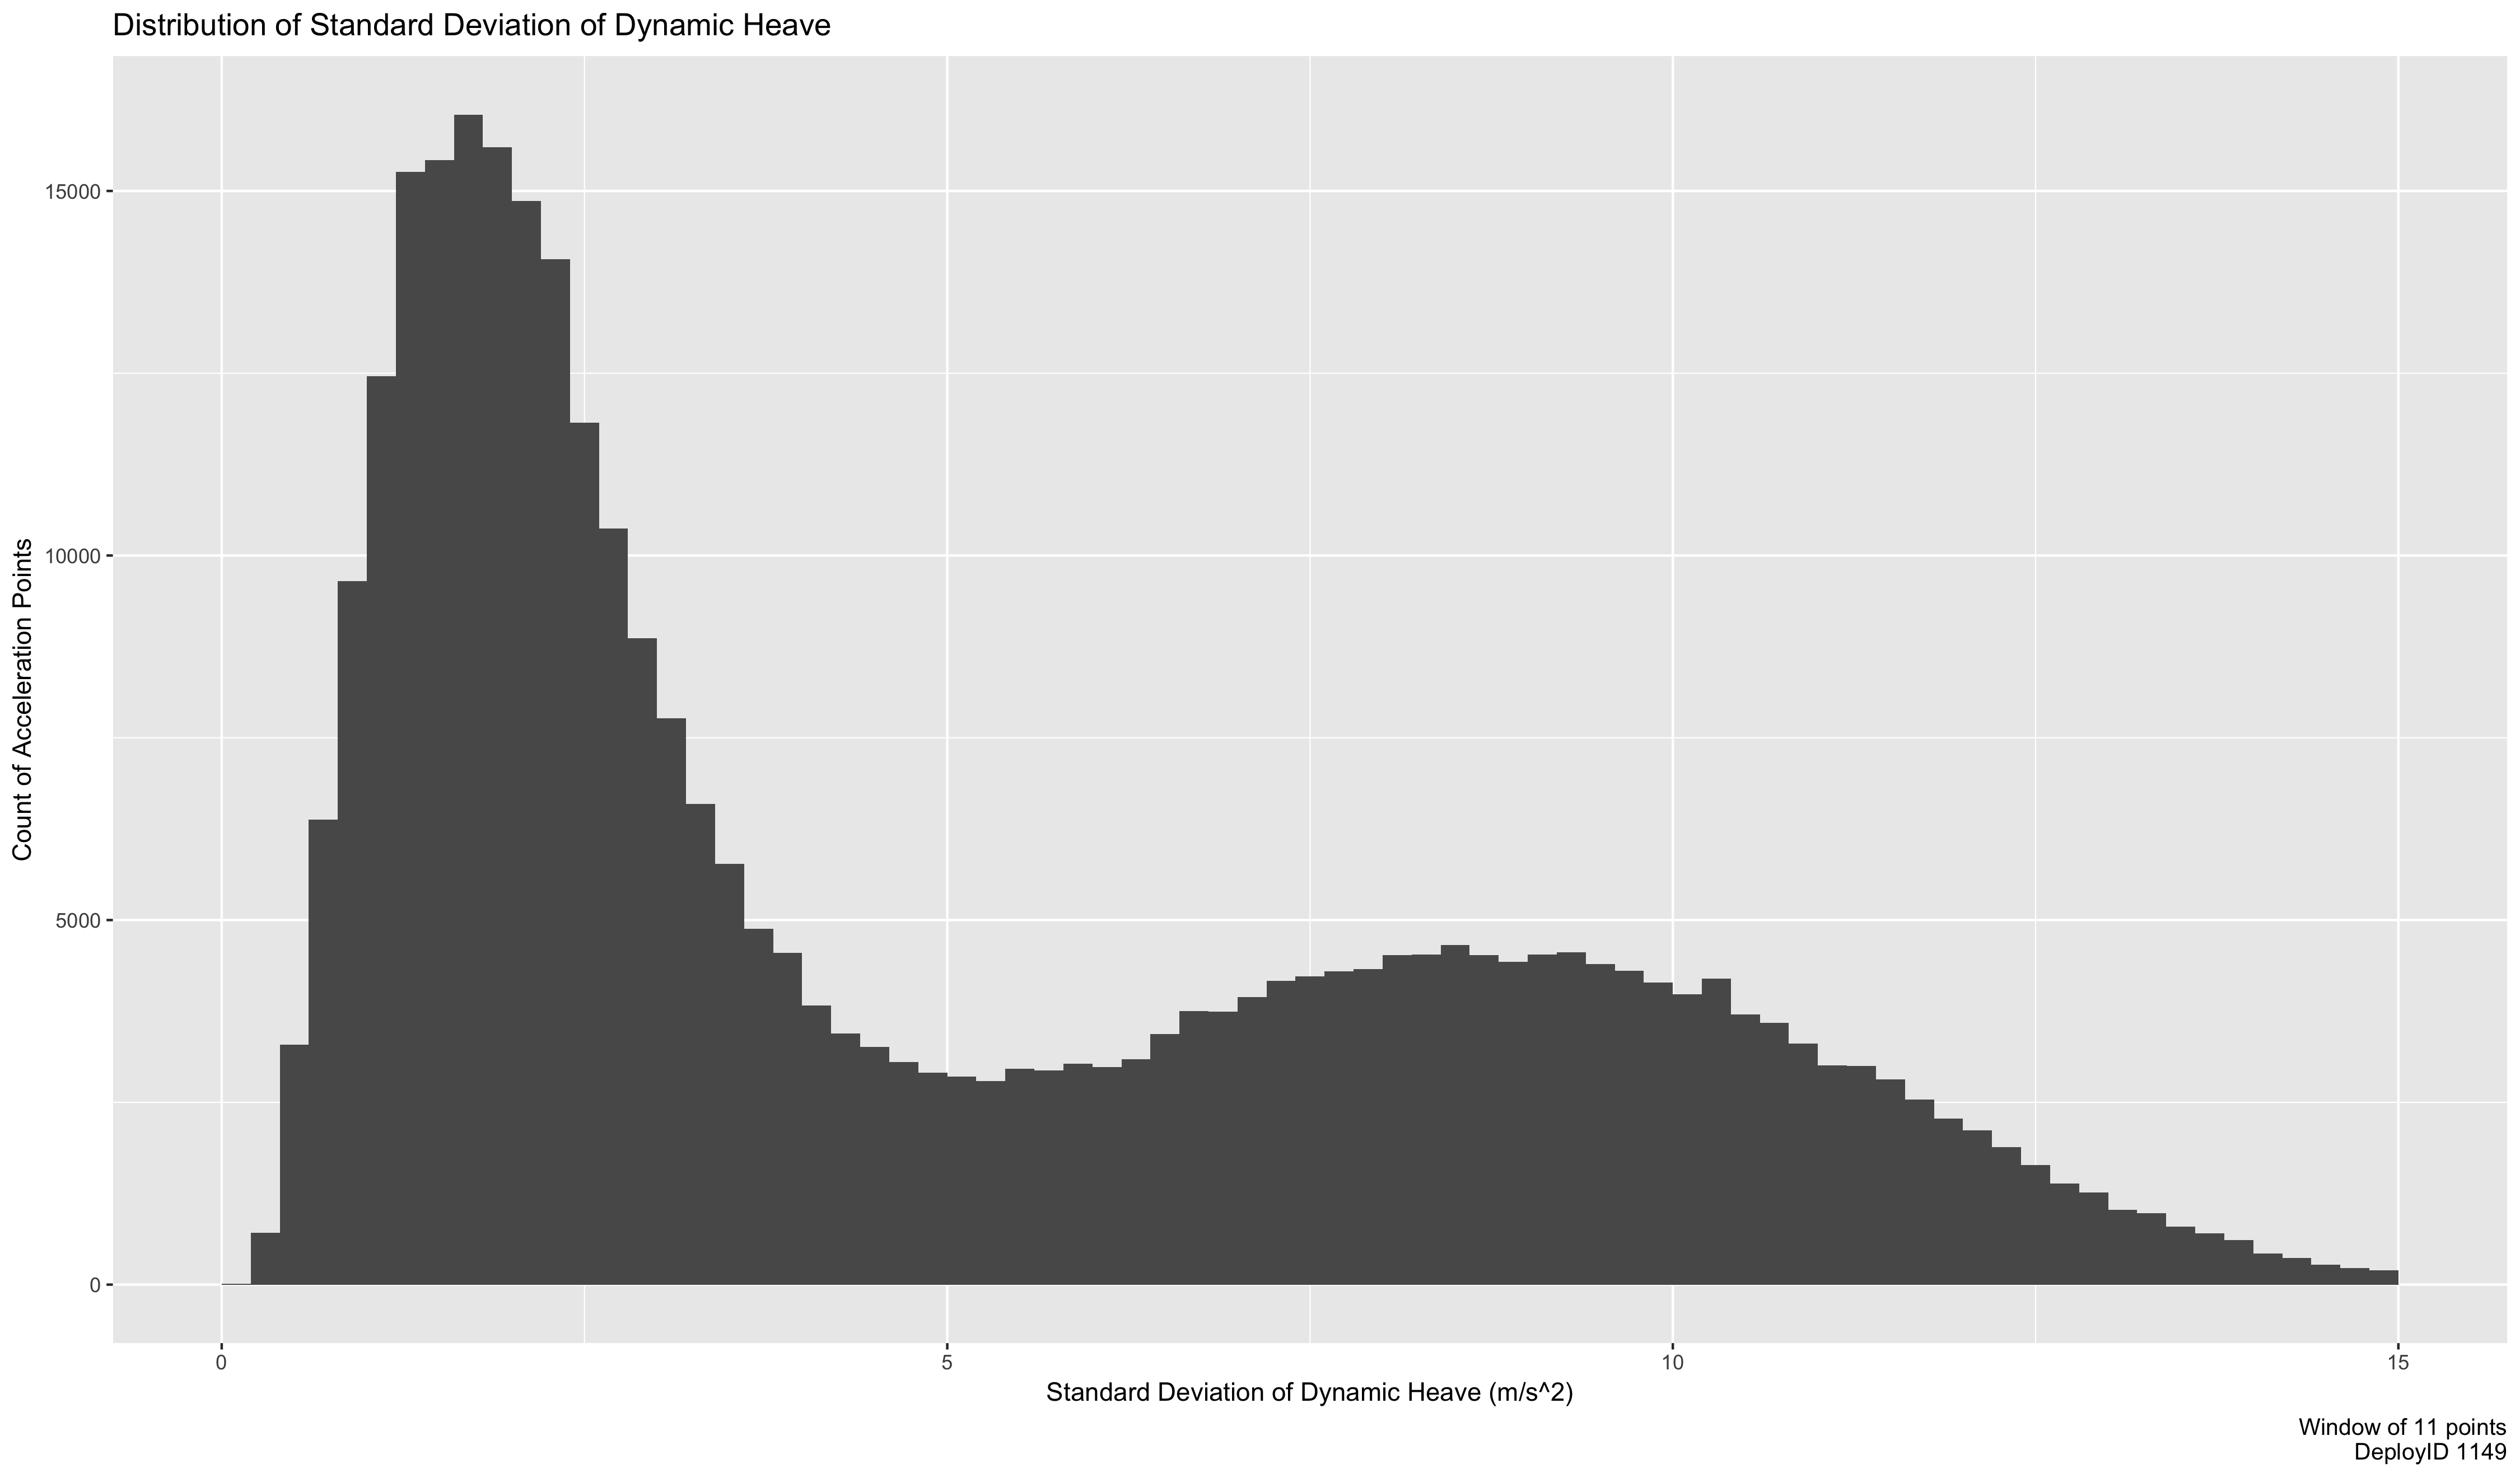 Distribution of Standard Deviation of Dynamic Heave
Count of Acceleration Points
15000
10000
5000
0
0
5
10
15
Standard Deviation of Dynamic Heave (m/s^2)
Window of 11 points
DeployID 1149